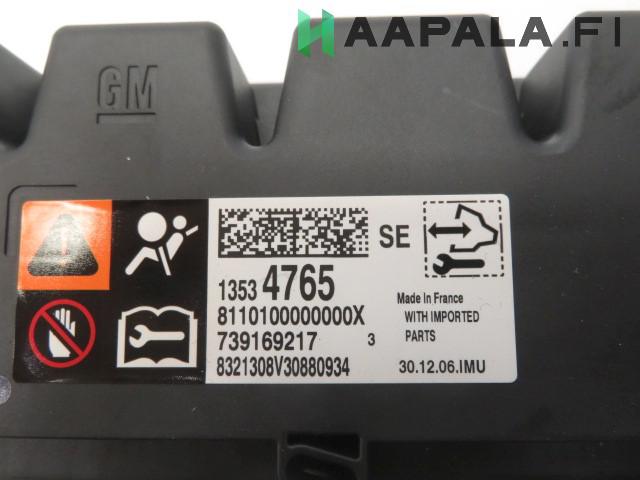 HAAPALA.FI
GM
SE
1353 4765
8110100000000X
739169217 3
8321308V30880934
Made In France
WITH IMPORTED
PARTS
30.12.06.IMU